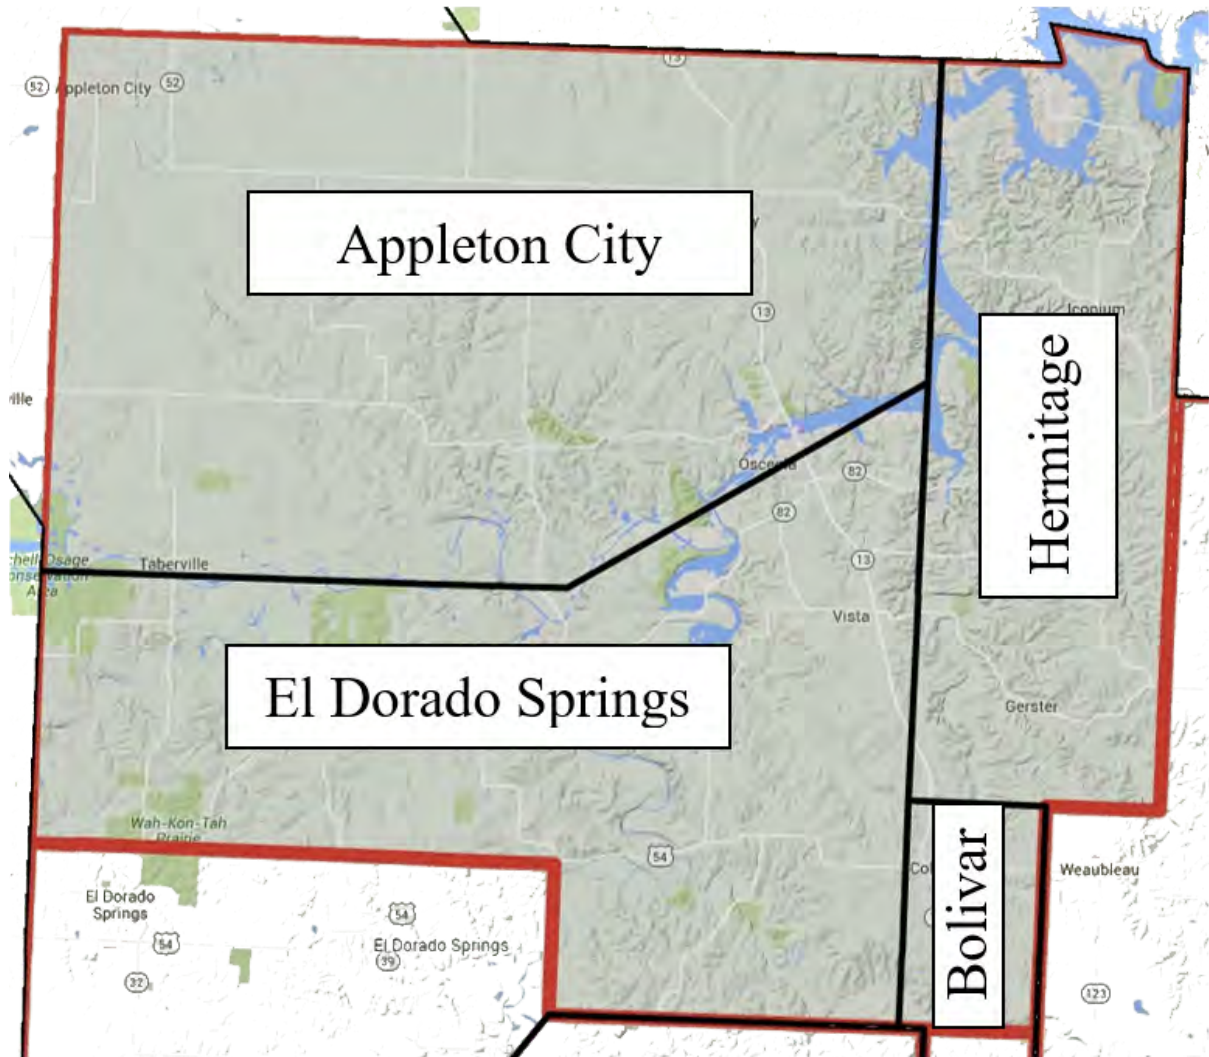 13
52
Appleton City
52
Appleton City
13
Iconium
Hermitage
Osceola
82
82
13
Taberville
Vista
El Dorado Springs
Gerster
Wah-Kon-Tah
Prairie
54
Bolivar
Weaubleau
El Dorado
Springs
54
54
El Dorado Springs
39
32
123